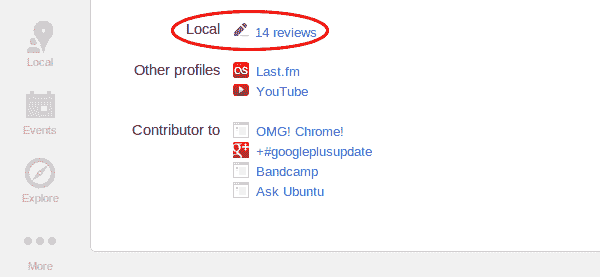 Local
Events
Explore
More
Local 14 reviews
Other profiles Last.fm
YouTube
Contributor to OMG! Chrome!
+#googleplusupdate
Bandcamp
Ask Ubuntu